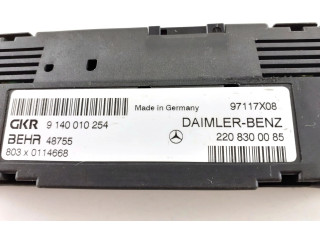 Made in Germany
97117X08
GKR 9 140 010 254
DAIMLER-BENZ
BEHR 48755
220 830 00 85
803 x 0114668